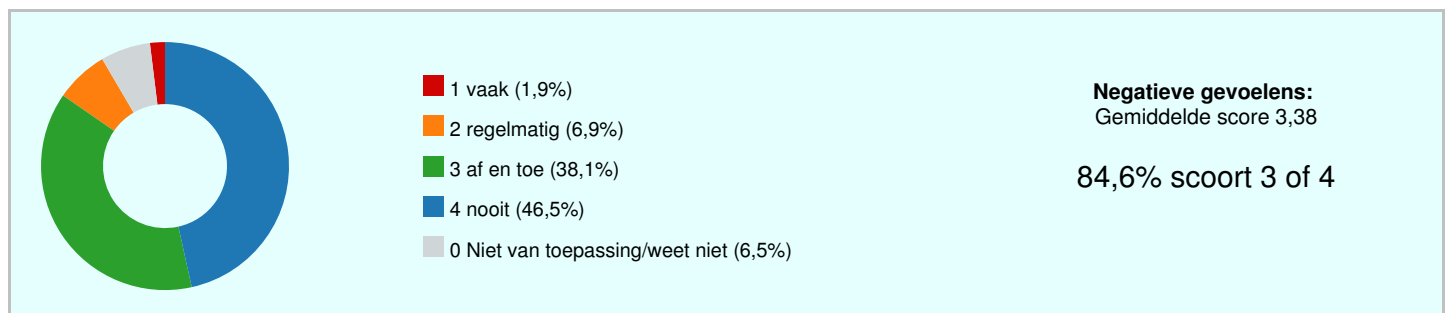 1 vaak (1,9%)
2 regelmatig (6,9%)
3 af en toe (38,1%)
4 nooit (46,5%)
0 Niet van toepassing/weet niet (6,5%)
Negatieve gevoelens:
Gemiddelde score 3,38
84,6% scoort 3 of 4